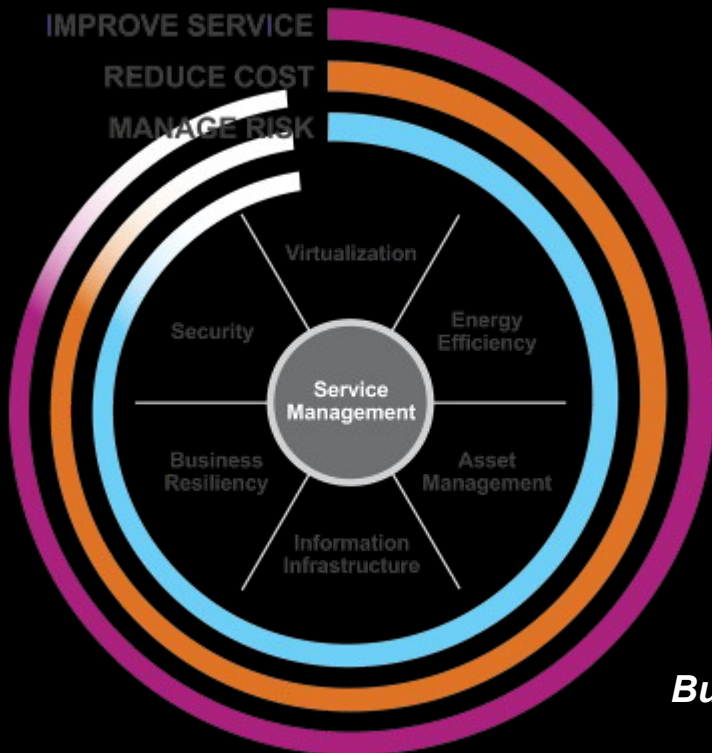 IMPROVE SERVICE
REDUCE COST
MANAGE RISK
Virtualization
Security
Energy
Efficiency
Service
Management
Business
Resiliency
Asset
Management
Information
Infrastructure